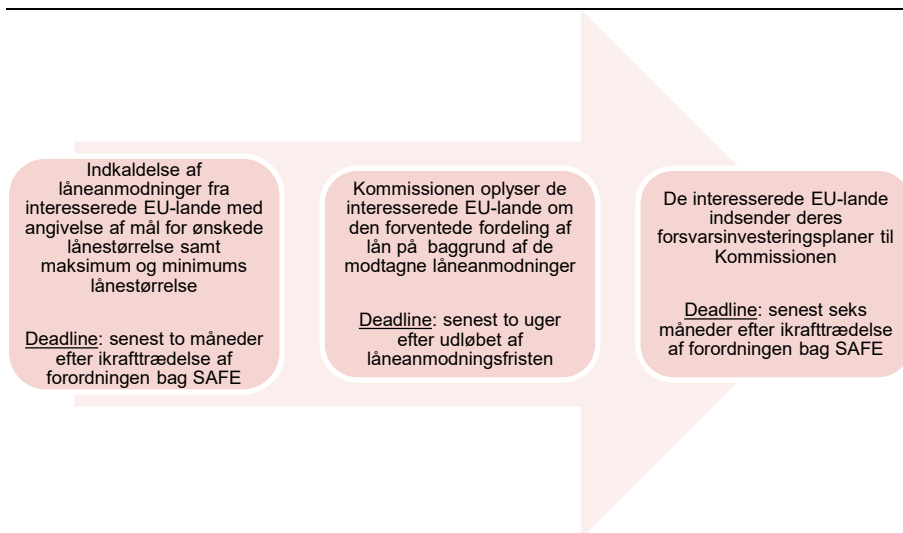 Indkaldelse af
låneanmodninger fra
interesserede EU-lande med
angivelse af mål for ønskede
lånestørrelse samt
maksimum og minimums
lånestørrelse
Deadline: senest to måneder
efter ikrafttrædelse af
forordningen bag SAFE
Kommissionen oplyser de
interesserede EU-lande om
den forventede fordeling af
lån på baggrund af de
modtagne låneanmodninger
Deadline: senest to uger
efter udløbet af
låneanmodningsfristen
De interesserede EU-lande
indsender deres
forsvarsinvesteringsplaner til
Kommissionen
Deadline: senest seks
måneder efter ikrafttrædelse
af forordningen bag SAFE